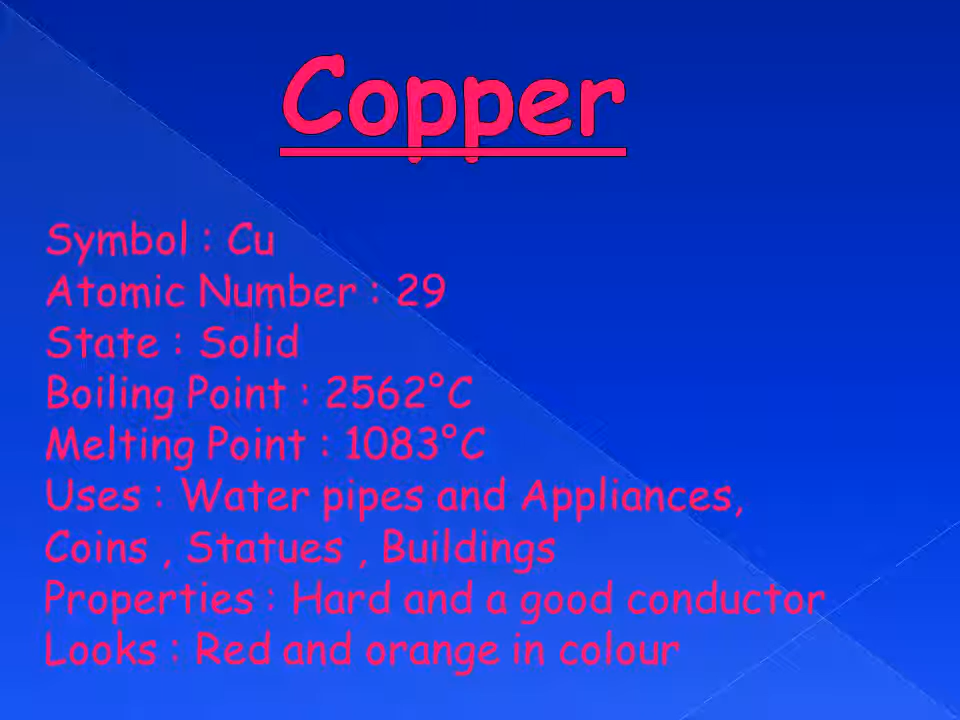 Copper
Symbol : Cu
Atomic Number : 29
State : Solid
Boiling Point : 2562°C
Melting Point : 1083°C
Uses : Water pipes and Appliances,
Coins , Statues , Buildings
Properties : Hard and a good conductor
Looks : Red and orange in colour